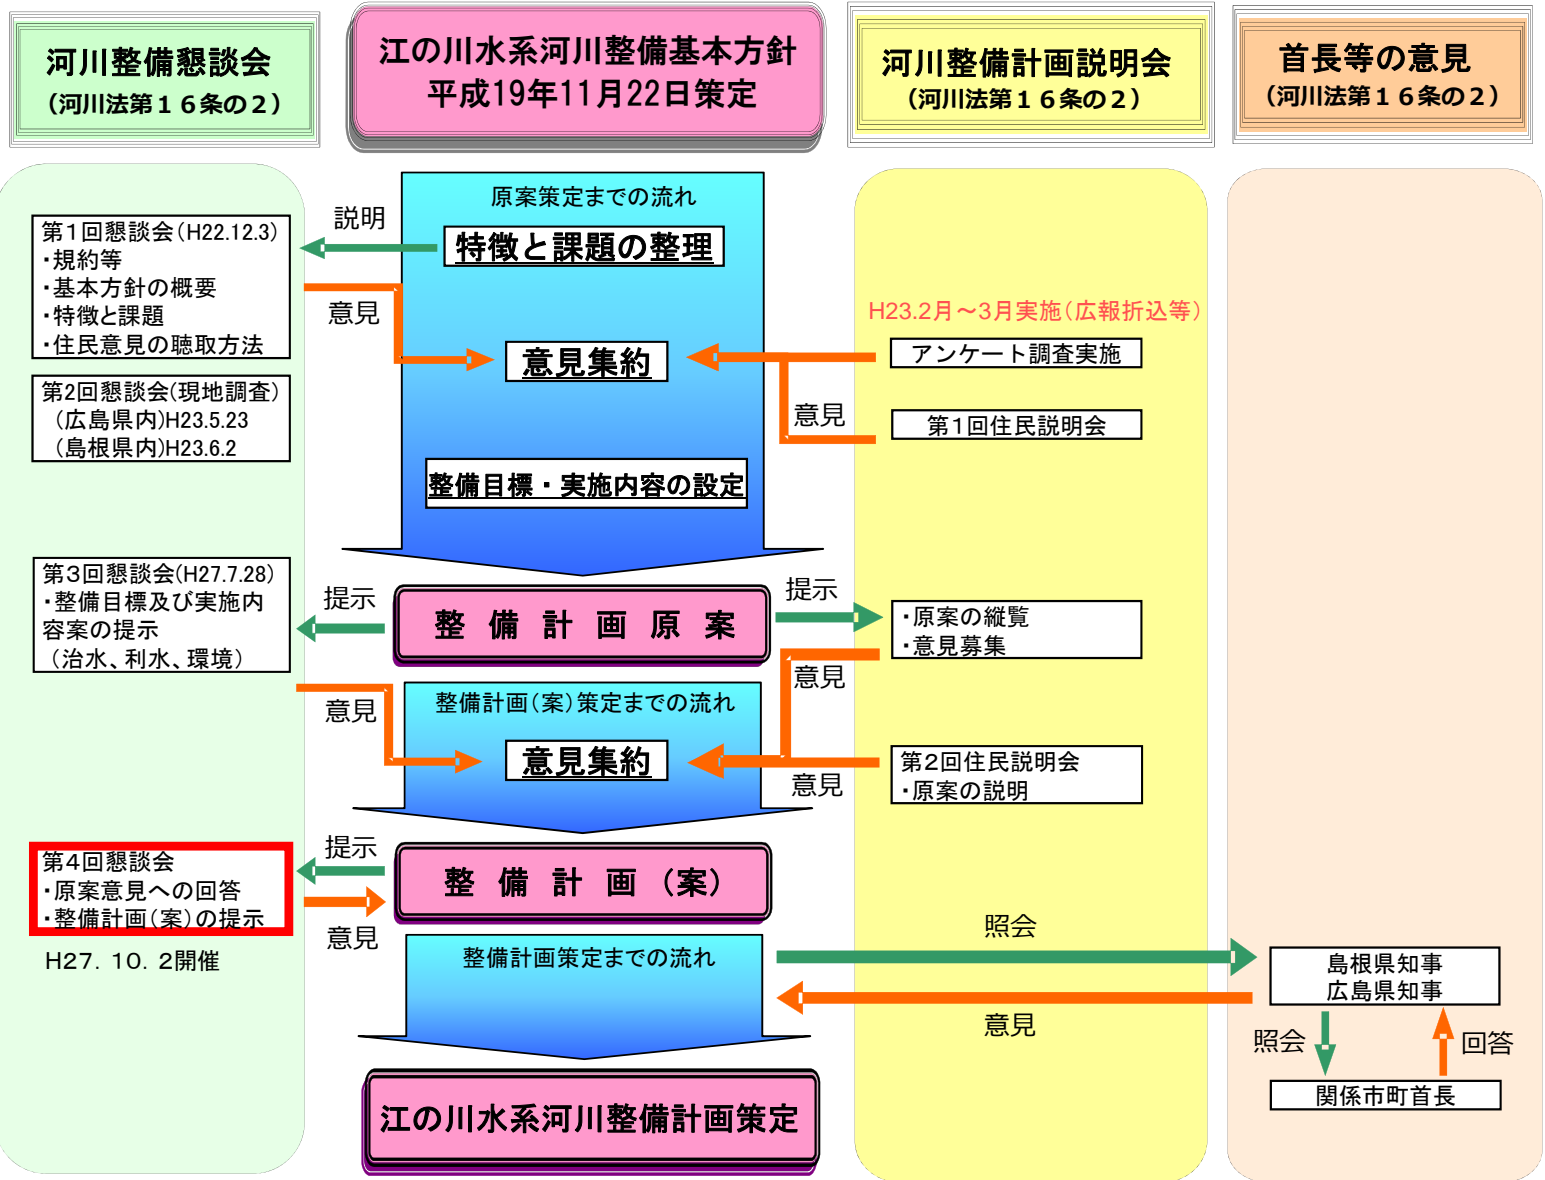 河川整備懇談会
(河川法第１６条の２)
江の川水系河川整備基本方針
平成19年11月22日策定
河川整備計画説明会
(河川法第１６条の２)
首長等の意見
(河川法第１６条の２)
原案策定までの流れ
特徴と課題の整理
説明
第1回懇談会(H22.12.3)
・規約等
・基本方針の概要
・特徴と課題
・住民意見の聴取方法
意見
意見集約
H23.2月～3月実施(広報折込等)
アンケート調査実施
意見
第1回住民説明会
第2回懇談会(現地調査)
(広島県内)H23.5.23
(島根県内)H23.6.2
整備目標・実施内容の設定
第3回懇談会(H27.7.28)
・整備目標及び実施内
容案の提示
(治水、利水、環境)
提示
整備計画原案
提示
・原案の縦覧
・意見募集
意見
意見
整備計画(案)策定までの流れ
意見集約
意見
第2回住民説明会
・原案の説明
第4回懇談会
・原案意見への回答
・整備計画(案)の提示
H27．10．2開催
提示
意見
整備計画(案)
整備計画策定までの流れ
照会
意見
島根県知事
広島県知事
照会
回答
関係市町首長
江の川水系河川整備計画策定